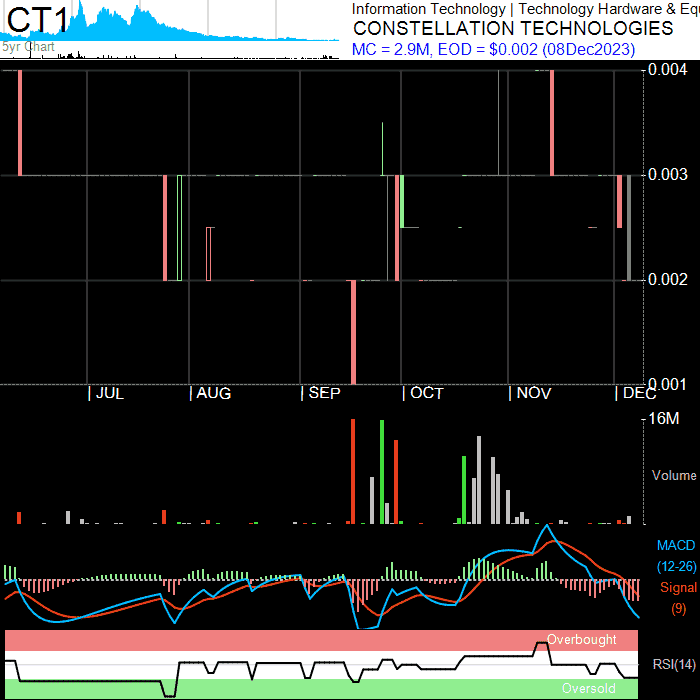 CT1
5yr Chart
Information Technology | Technology Hardware & Equ
CONSTELLATION TECHNOLOGIES
MC = 2.9M, EOD = $0.002 (08Dec2023)
0.004
0.003
0.002
0.001
| JUL | AUG | SEP | OCT | NOV | DEC
16M
Volume
MACD
(12-26)
Signal
(9)
Overbought
RSI(14)
Oversold